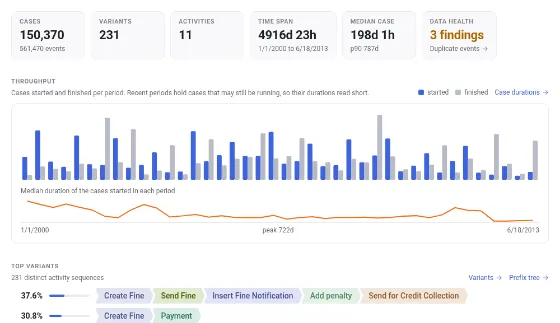 CASES
150,370
561,470 events
VARIANTS
231
ACTIVITIES
11
TIME SPAN
4916d 23h
1/1/2000 to 6/18/2013
MEDIAN CASE
198d 1h
p90 787d
DATA HEALTH
3 findings
Duplicate events →
THROUGHPUT
Cases started and finished per period. Recent periods hold cases that may still be running, so their durations read short.
started finished Case durations →
Median duration of the cases started in each period
1/1/2000 peak 722d 6/18/2013
TOP VARIANTS
231 distinct activity sequences Variants → Prefix tree →
37.6% Create Fine Send Fine Insert Fine Notification Add penalty Send for Credit Collection
30.8% Create Fine Payment